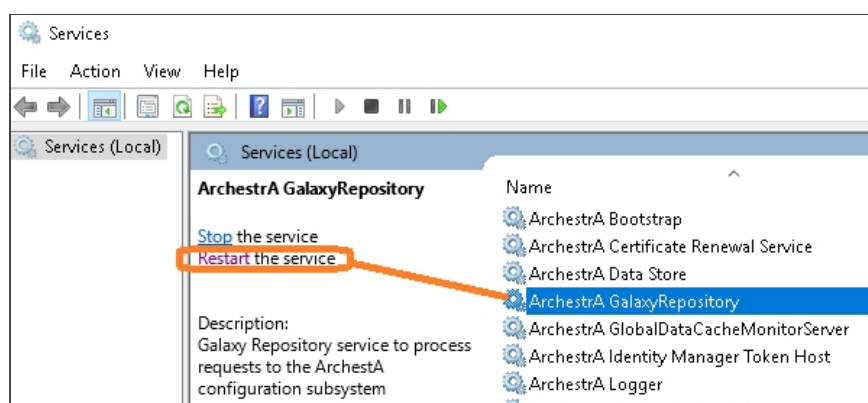 Services
File Action View Help
Services (Local)
Services (Local)
ArchestrA GalaxyRepository
Stop the service
Restart the service
Description:
Galaxy Repository service to process
requests to the ArchestA
configuration subsystem
Name
ArchestrA Bootstrap
ArchestrA Certificate Renewal Service
ArchestrA Data Store
ArchestrA GalaxyRepository
ArchestrA GlobalDataCacheMonitorServer
ArchestrA Identity Manager Token Host
ArchestrA Logger